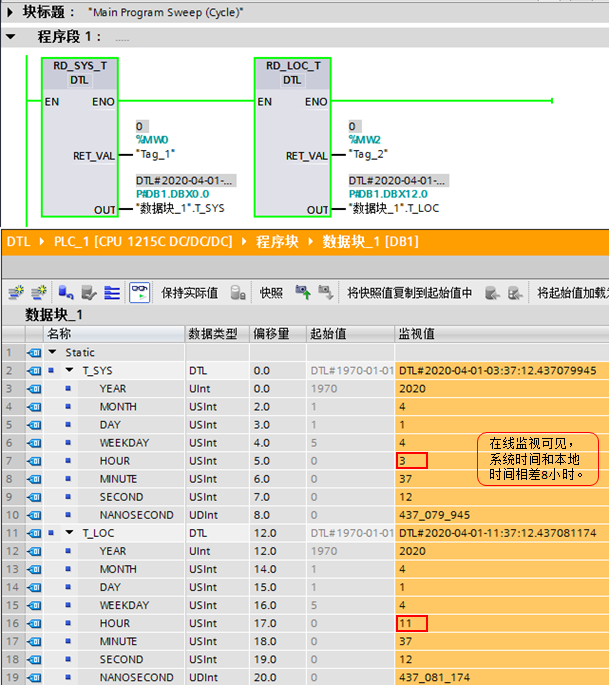 块标题： "Main Program Sweep (Cycle)"
程序段 1： .....
RD_SYS_T
DTL
RD_LOC_T
DTL
EN ENO
EN ENO
0
%MW0
RET_VAL "Tag_1"
0
%MW2
RET_VAL "Tag_2"
DTL#2020-04-01-...
P#DB1.DBX0.0
OUT "数据块_1".T_SYS
DTL#2020-04-01-...
P#DB1.DBX12.0
OUT "数据块_1".T_LOC
DTL PLC_1 [CPU 1215C DC/DC/DC] 程序块 数据块_1 [DB1]
保持实际值 快照 将快照值复制到起始值中 将起始值加载为
数据块_1
名称 数据类型 偏移量 起始值 监视值
1 Static
2 T_SYS DTL 0.0 DTL#1970-01-01 DTL#2020-04-01-03:37:12.437079945
3 YEAR UInt 0.0 1970 2020
4 MONTH USInt 2.0 1 4
5 DAY USInt 3.0 1 1
6 WEEKDAY USInt 4.0 5 4
7 HOUR USInt 5.0 0 3
8 MINUTE USInt 6.0 0 37
9 SECOND USInt 7.0 0 12
10 NANOSECOND UDInt 8.0 0 437_079_945
在线监视可见，
系统时间和本地
时间相差8小时。
11 T_LOC DTL 12.0 DTL#1970-01-01 DTL#2020-04-01-11:37:12.437081174
12 YEAR UInt 12.0 1970 2020
13 MONTH USInt 14.0 1 4
14 DAY USInt 15.0 1 1
15 WEEKDAY USInt 16.0 5 4
16 HOUR USInt 17.0 0 11
17 MINUTE USInt 18.0 0 37
18 SECOND USInt 19.0 0 12
19 NANOSECOND UDInt 20.0 0 437_081_174